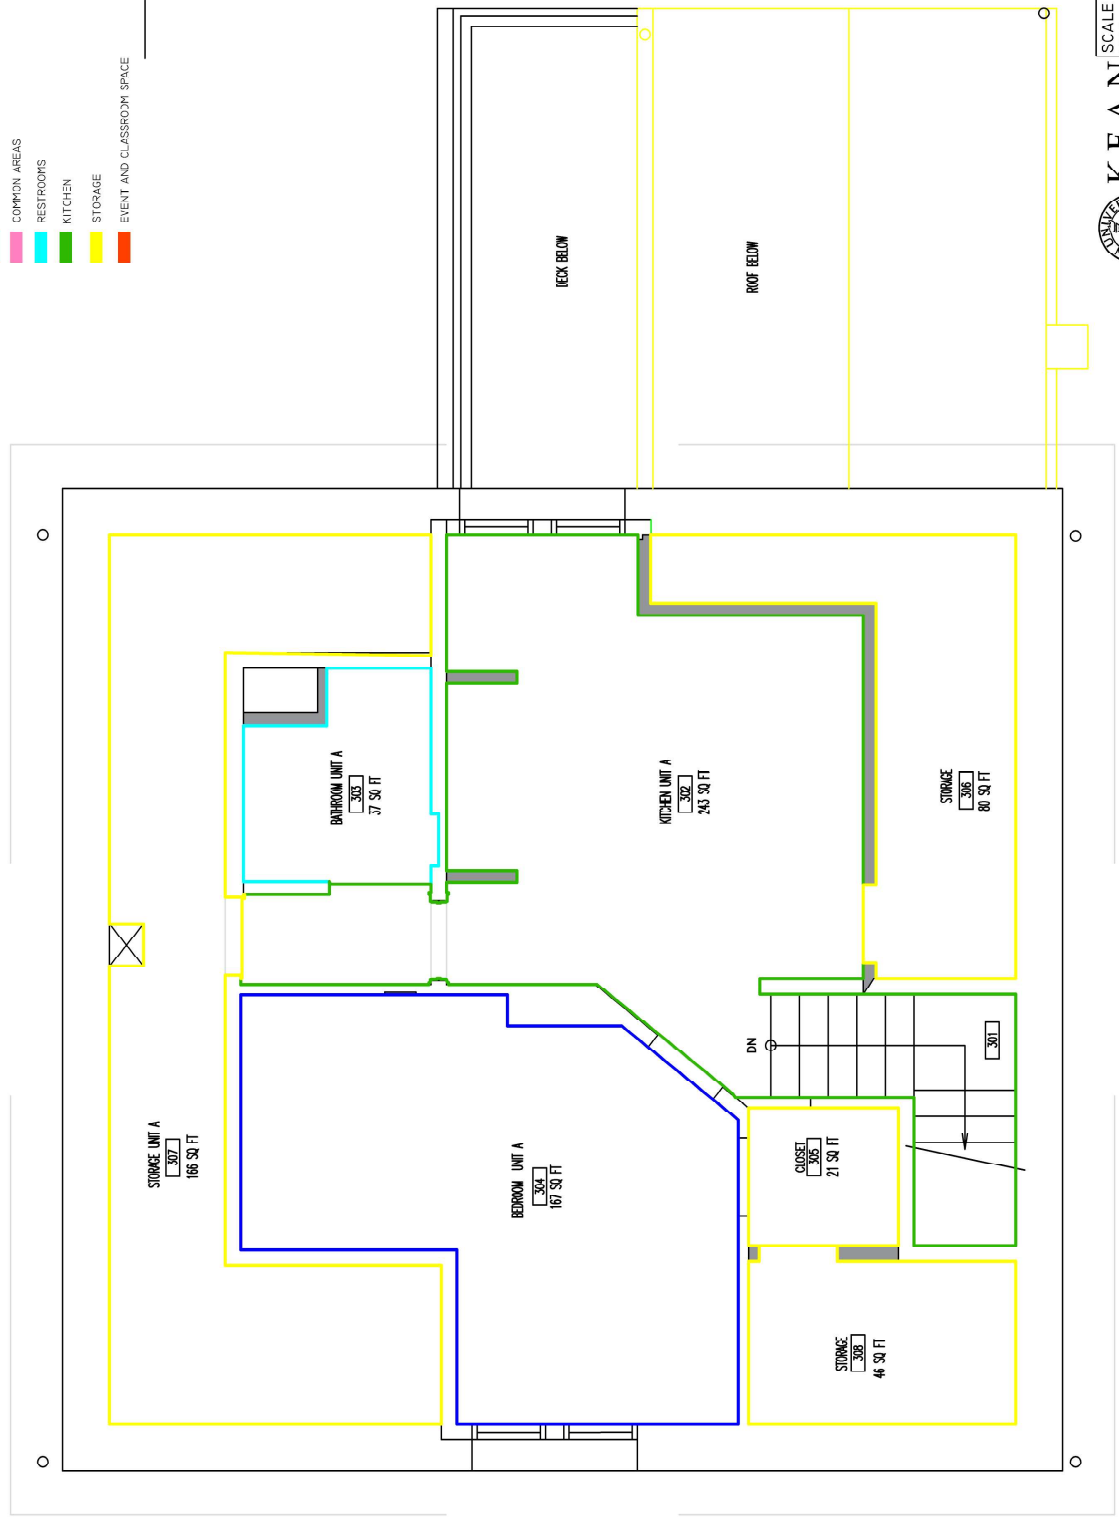 COMMON AREAS
RESTROOMS
KITCHEN
STORAGE
EVENT AND CLASSROOM SPACE
SCALE
KEAN
DECK BELOW
ROOF BELOW
BATHROOM UNIT A
303
37 SQ FT
KITCHEN UNIT A
302
243 SQ FT
STORAGE
306
80 SQ FT
STORAGE UNIT A
307
166 SQ FT
BEDROOM UNIT A
304
167 SQ FT
DN
301
CLOSET
305
21 SQ FT
STORAGE
308
46 SQ FT